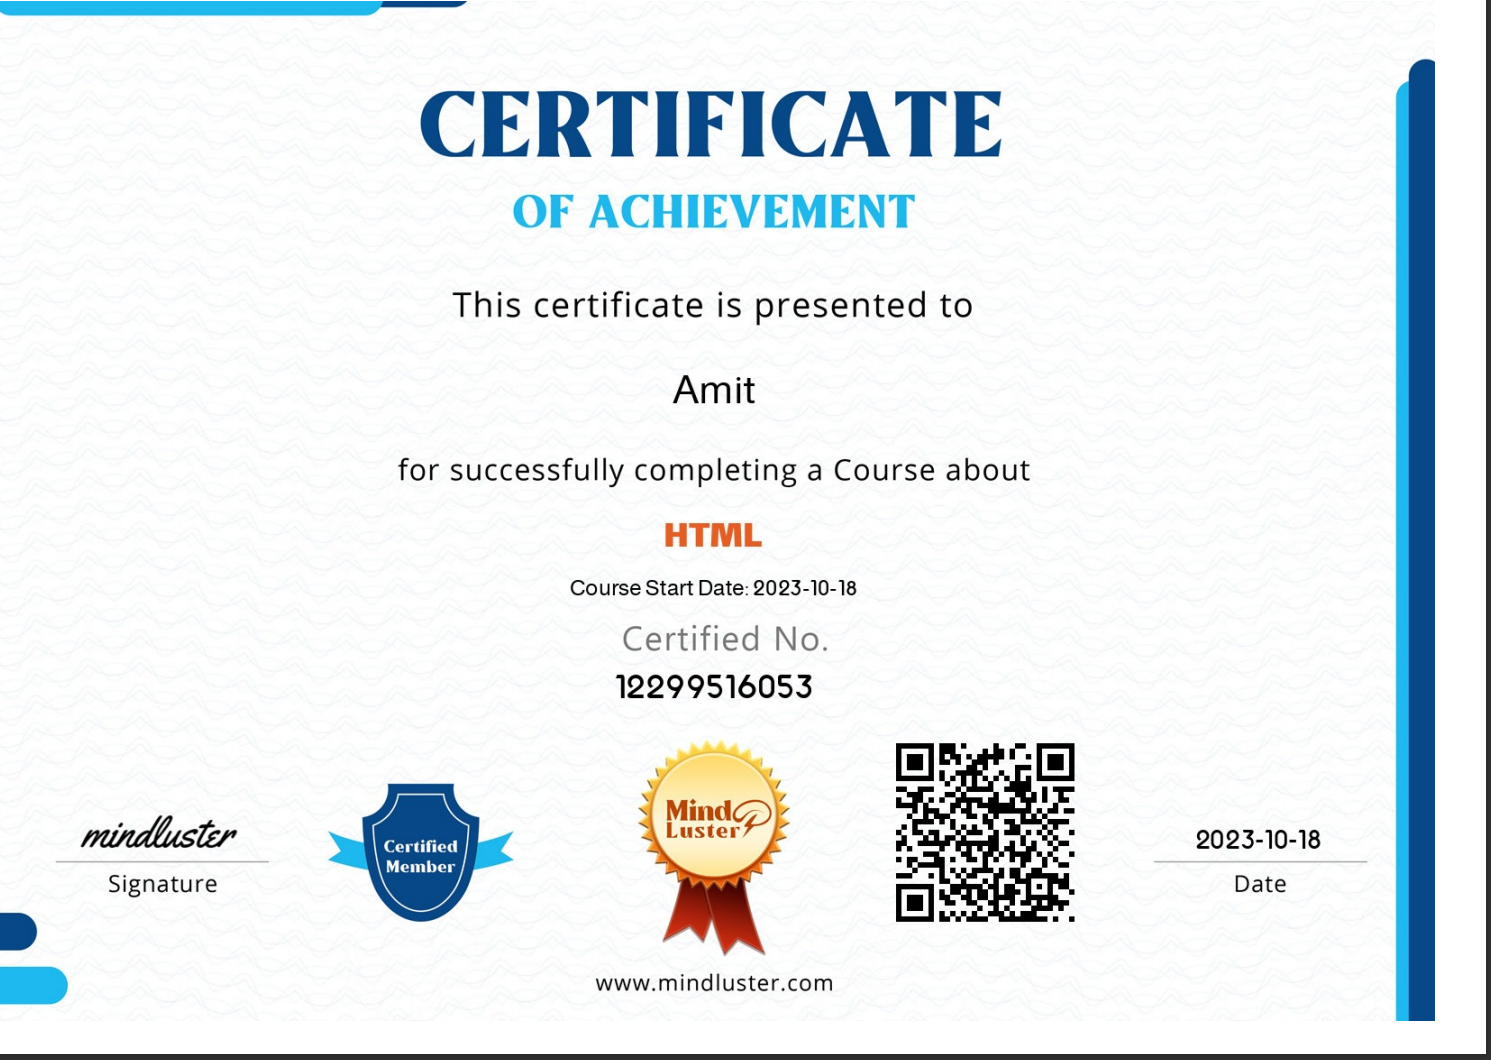 CERTIFICATE
OF ACHIEVEMENT
This certificate is presented to
Amit
for successfully completing a Course about
HTML
Course Start Date: 2023-10-18
Certified No.
12299516053
mindluster
Signature
Certified
Member
Mind
Luster
2023-10-18
Date
www.mindluster.com